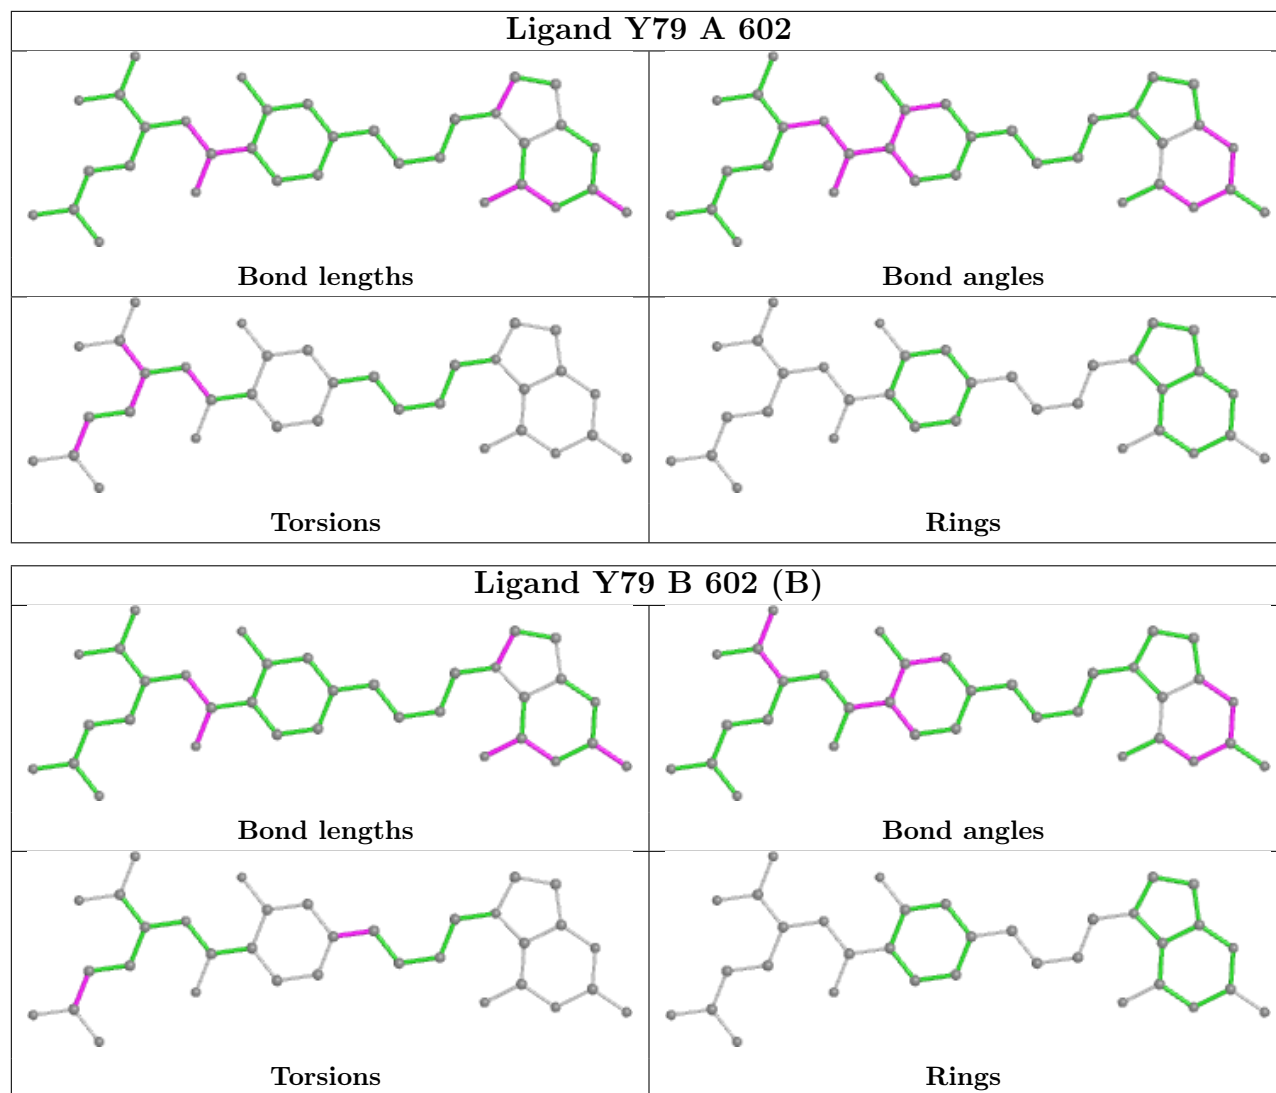 Ligand Y79 A 602
Bond lengths
Bond angles
Torsions
Rings
Ligand Y79 B 602 (B)
Bond lengths
Bond angles
Torsions
Rings